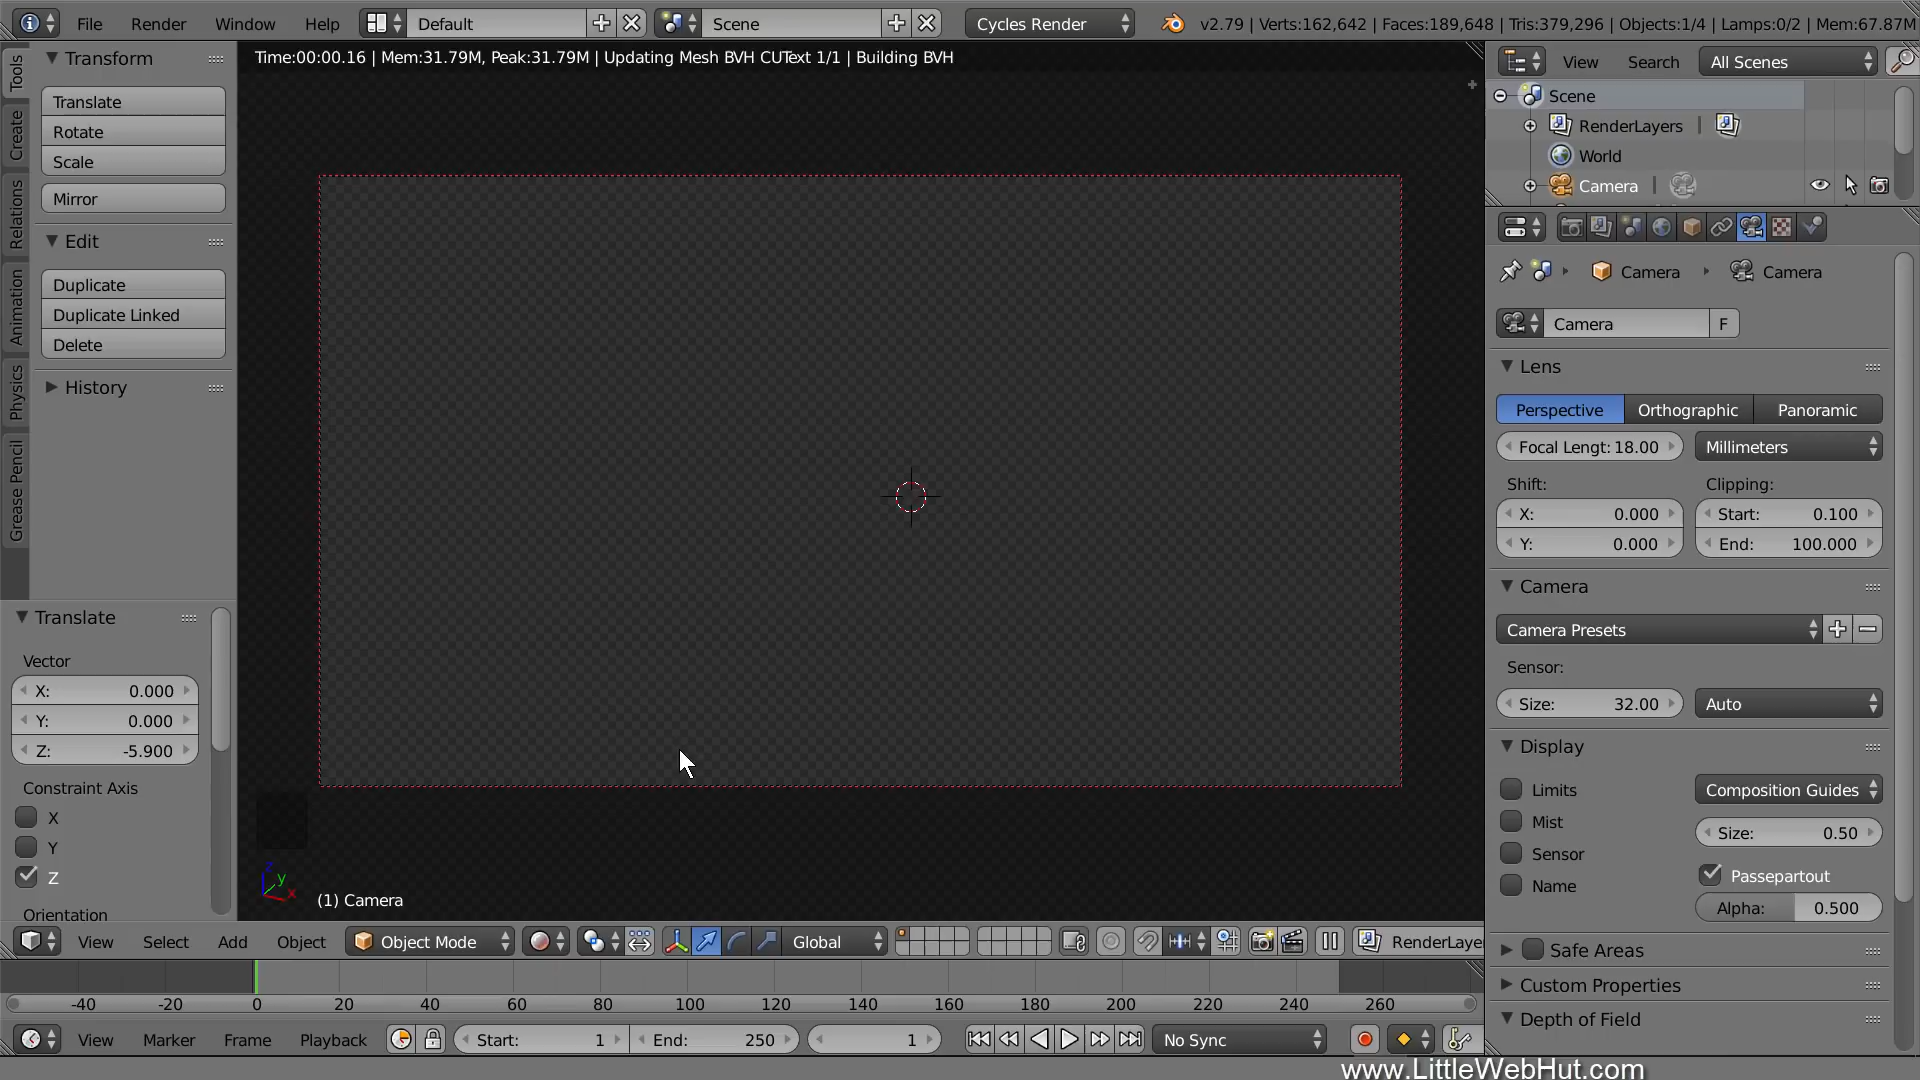 File Render Window Help Default Scene Cycles Render v2.79 | Verts:162,642 | Faces:189,648 | Tris:379,296 | Objects:1/4 | Lamps:0/2 | Mem:67.87M
Time:00:00.16 | Mem:31.79M, Peak:31.79M | Updating Mesh BVH CUText 1/1 | Building BVH
Tools
Create
Relations
Animation
Physics
Grease Pencil
Transform
Translate
Rotate
Scale
Mirror
Edit
Duplicate
Duplicate Linked
Delete
History
Translate
Vector
X: 0.000
Y: 0.000
Z: -5.900
Constraint Axis
X
Y
Z
Orientation
z
y
x
(1) Camera
View Search All Scenes
Scene
RenderLayers
World
Camera
Camera Camera
Camera F
Lens
Perspective Orthographic Panoramic
Focal Lengt: 18.00 Millimeters
Shift: Clipping:
X: 0.000 Start: 0.100
Y: 0.000 End: 100.000
Camera
Camera Presets
Sensor:
Size: 32.00 Auto
Display
Limits Composition Guides
Mist Size: 0.50
Sensor
Name Passepartout
Alpha: 0.500
Safe Areas
Custom Properties
Depth of Field
View Select Add Object Object Mode Global RenderLaye
-40 -20 0 20 40 60 80 100 120 140 160 180 200 220 240 260
View Marker Frame Playback Start: 1 End: 250 1 No Sync
www.LittleWebHut.com